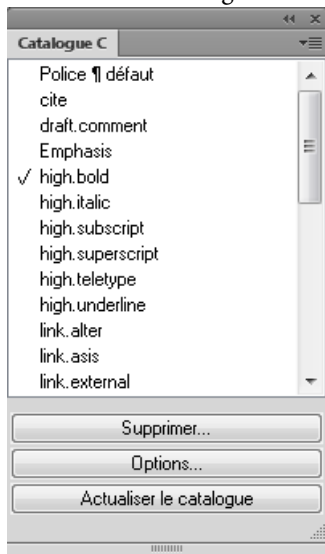 Catalogue C
Police ¶ défaut
cite
draft.comment
Emphasis
✓ high.bold
high.italic
high.subscript
high.superscript
high.teletype
high.underline
link.alter
link.asis
link.external
Supprimer...
Options...
Actualiser le catalogue